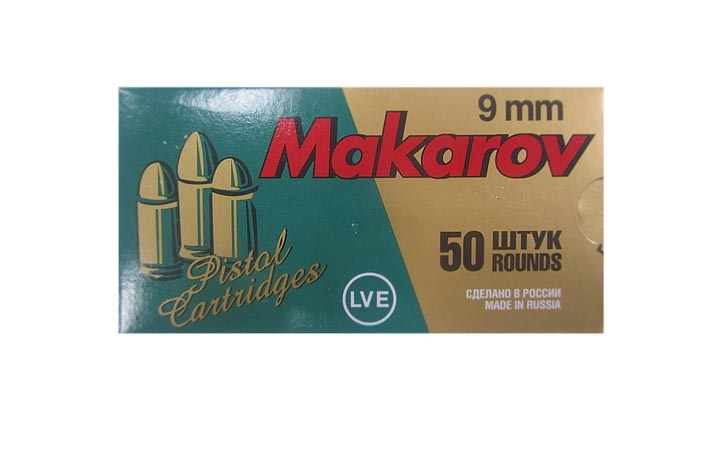 9 mm
Makarov
50 ШТУК
ROUNDS
Pistol
Cartridges
LVE
СДЕЛАНО В РОССИИ
MADE IN RUSSIA